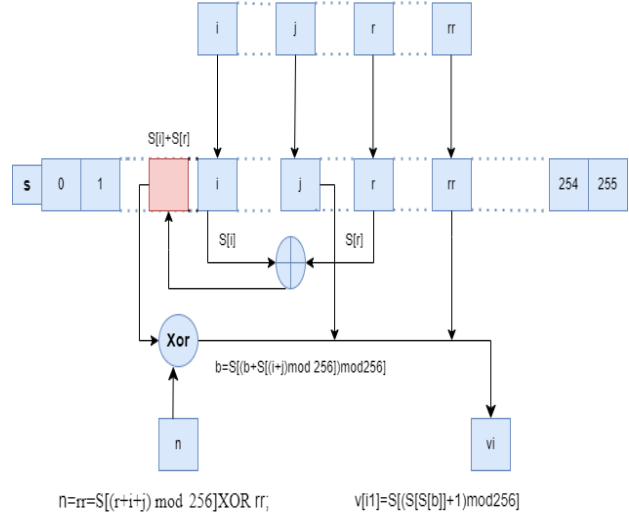 i j r rr
S[i]+S[r]
s 0 1 i j r rr 254 255
S[i] S[r]
Xor
b=S[(b+S[(i+j)mod 256])mod256]
n vi
n=rr=S[(r+i+j) mod 256]XOR rr; v[i1]=S[(S[S[b]]+1)mod256]